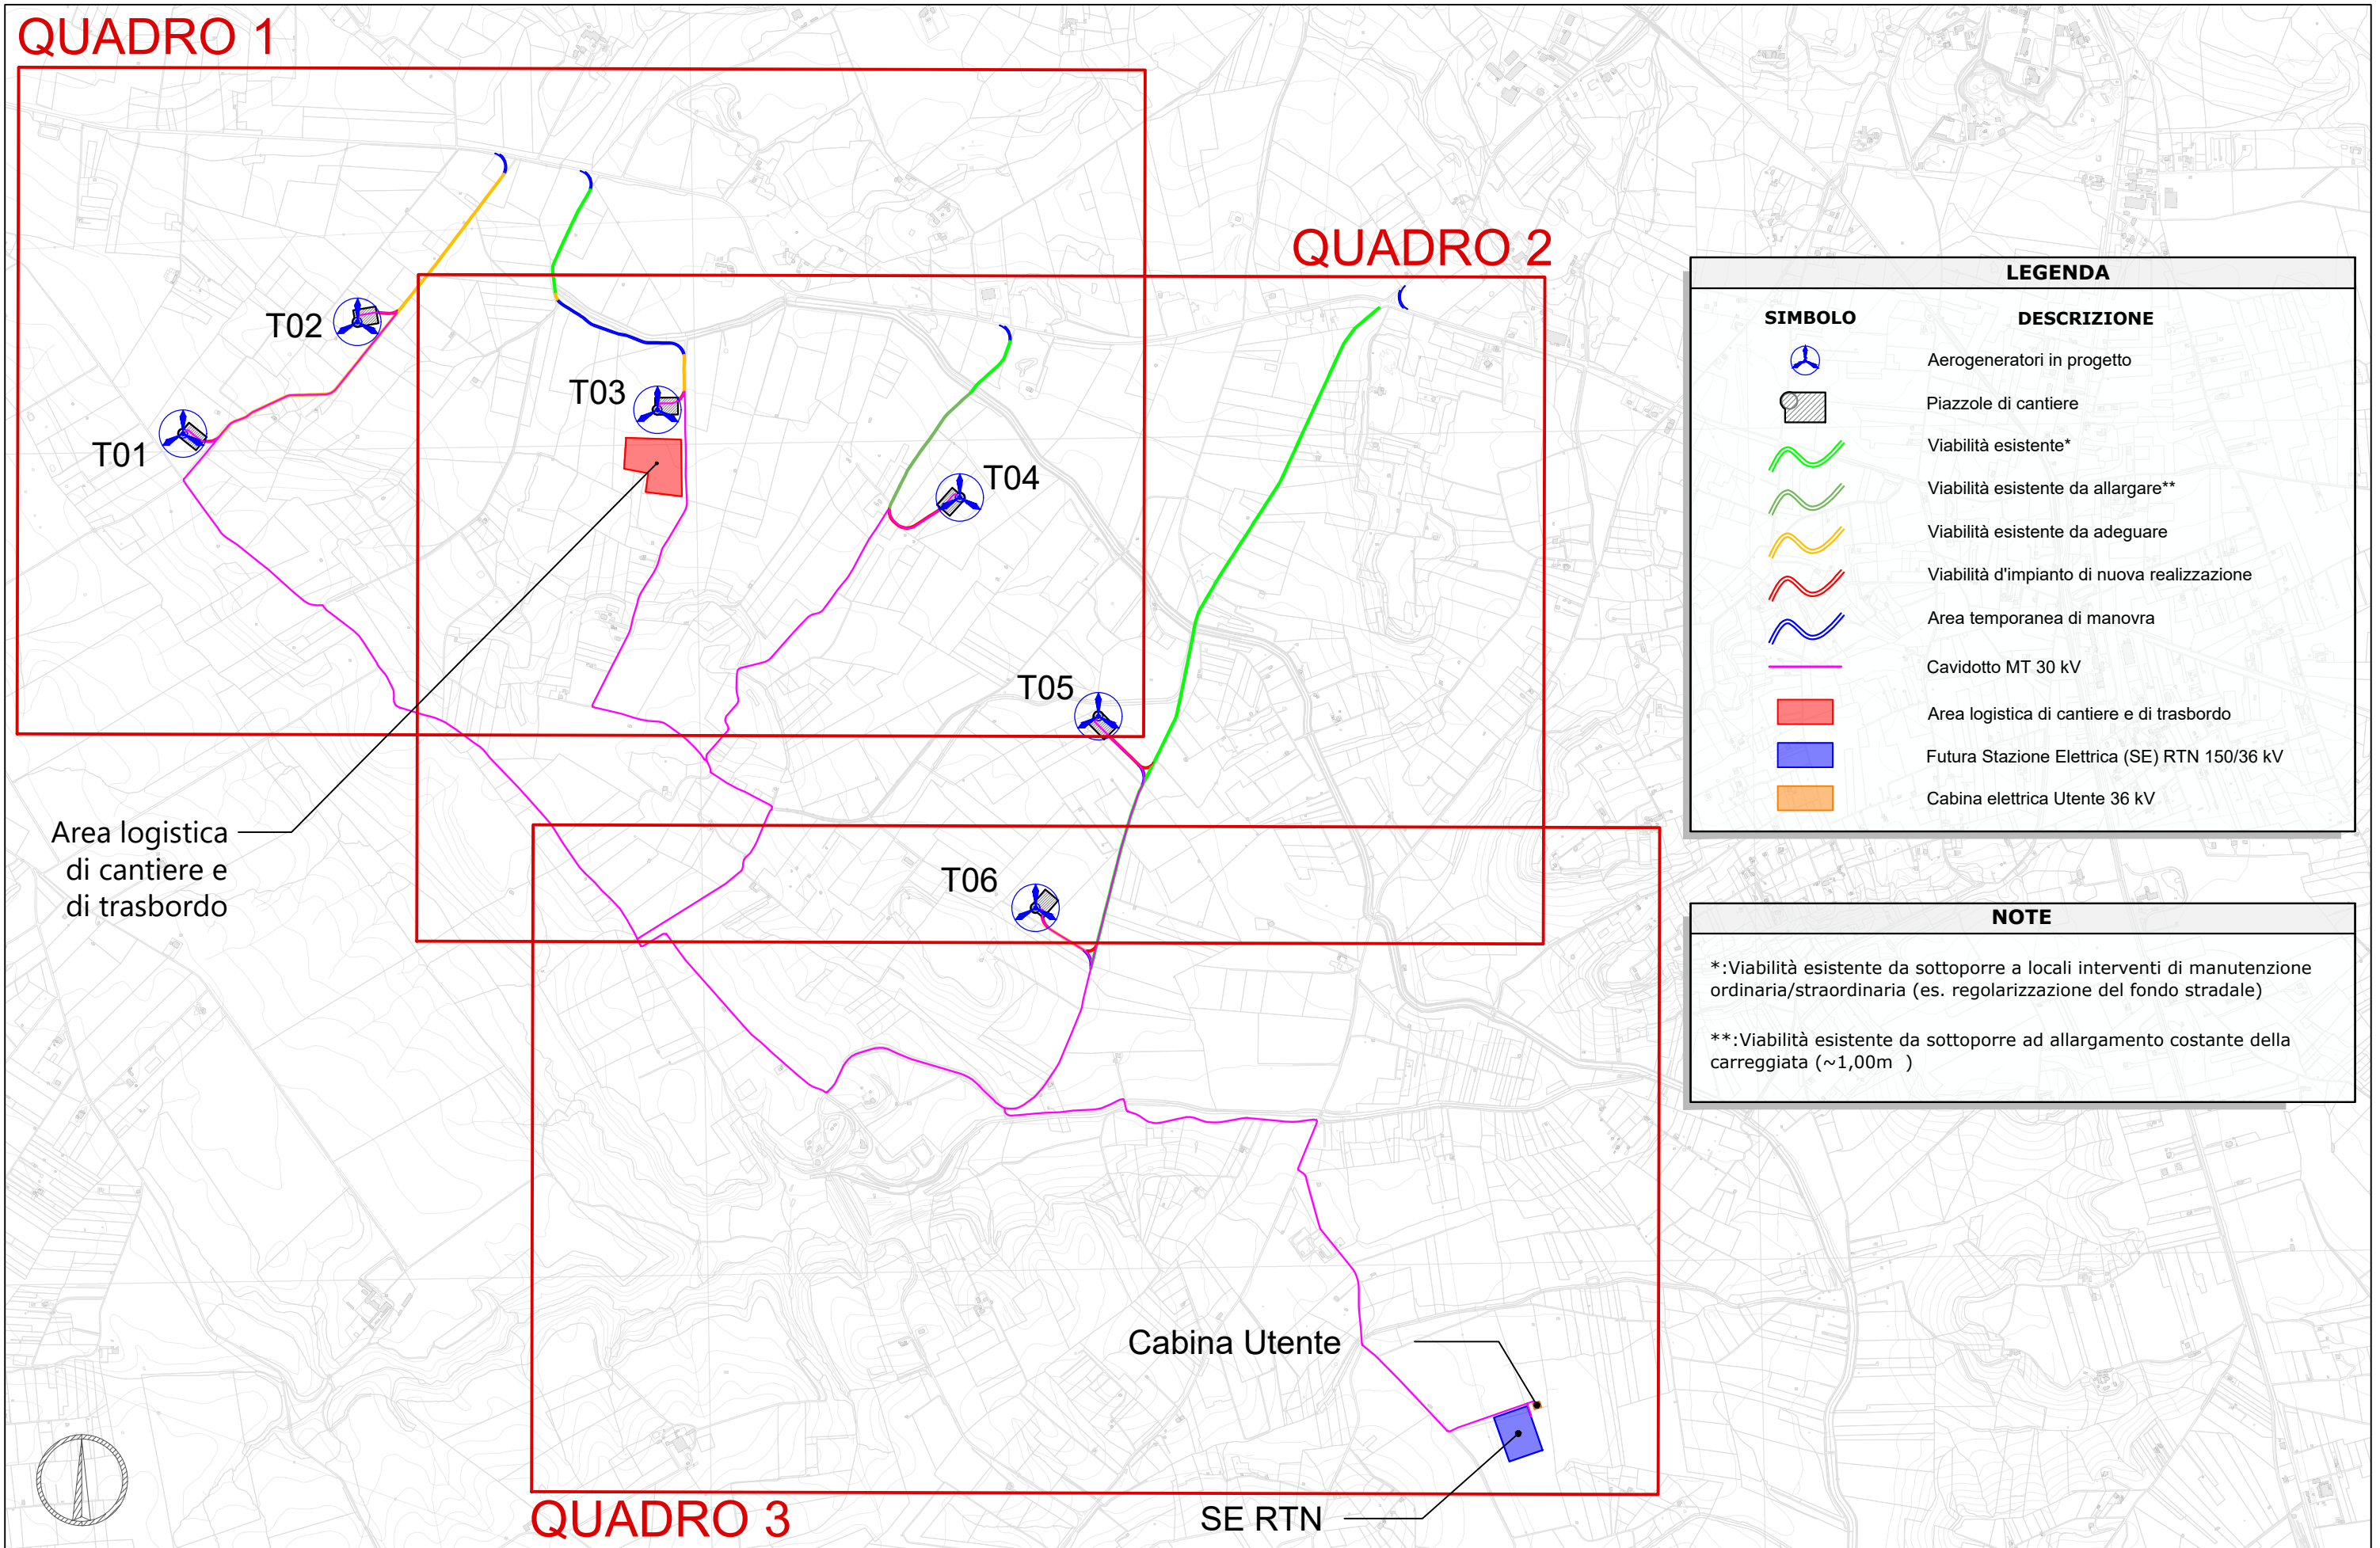 QUADRO 1
QUADRO 2
T02
T01
T03
T04
T05
T06
Area logistica
di cantiere e
di trasbordo
Cabina Utente
SE RTN
QUADRO 3
LEGENDA
SIMBOLO DESCRIZIONE
Aerogeneratori in progetto
Piazzole di cantiere
Viabilità esistente*
Viabilità esistente da allargare**
Viabilità esistente da adeguare
Viabilità d'impianto di nuova realizzazione
Area temporanea di manovra
Cavidotto MT 30 kV
Area logistica di cantiere e di trasbordo
Futura Stazione Elettrica (SE) RTN 150/36 kV
Cabina elettrica Utente 36 kV
NOTE
*:Viabilità esistente da sottoporre a locali interventi di manutenzione
ordinaria/straordinaria (es. regolarizzazione del fondo stradale)
**:Viabilità esistente da sottoporre ad allargamento costante della
carreggiata (~1,00m )